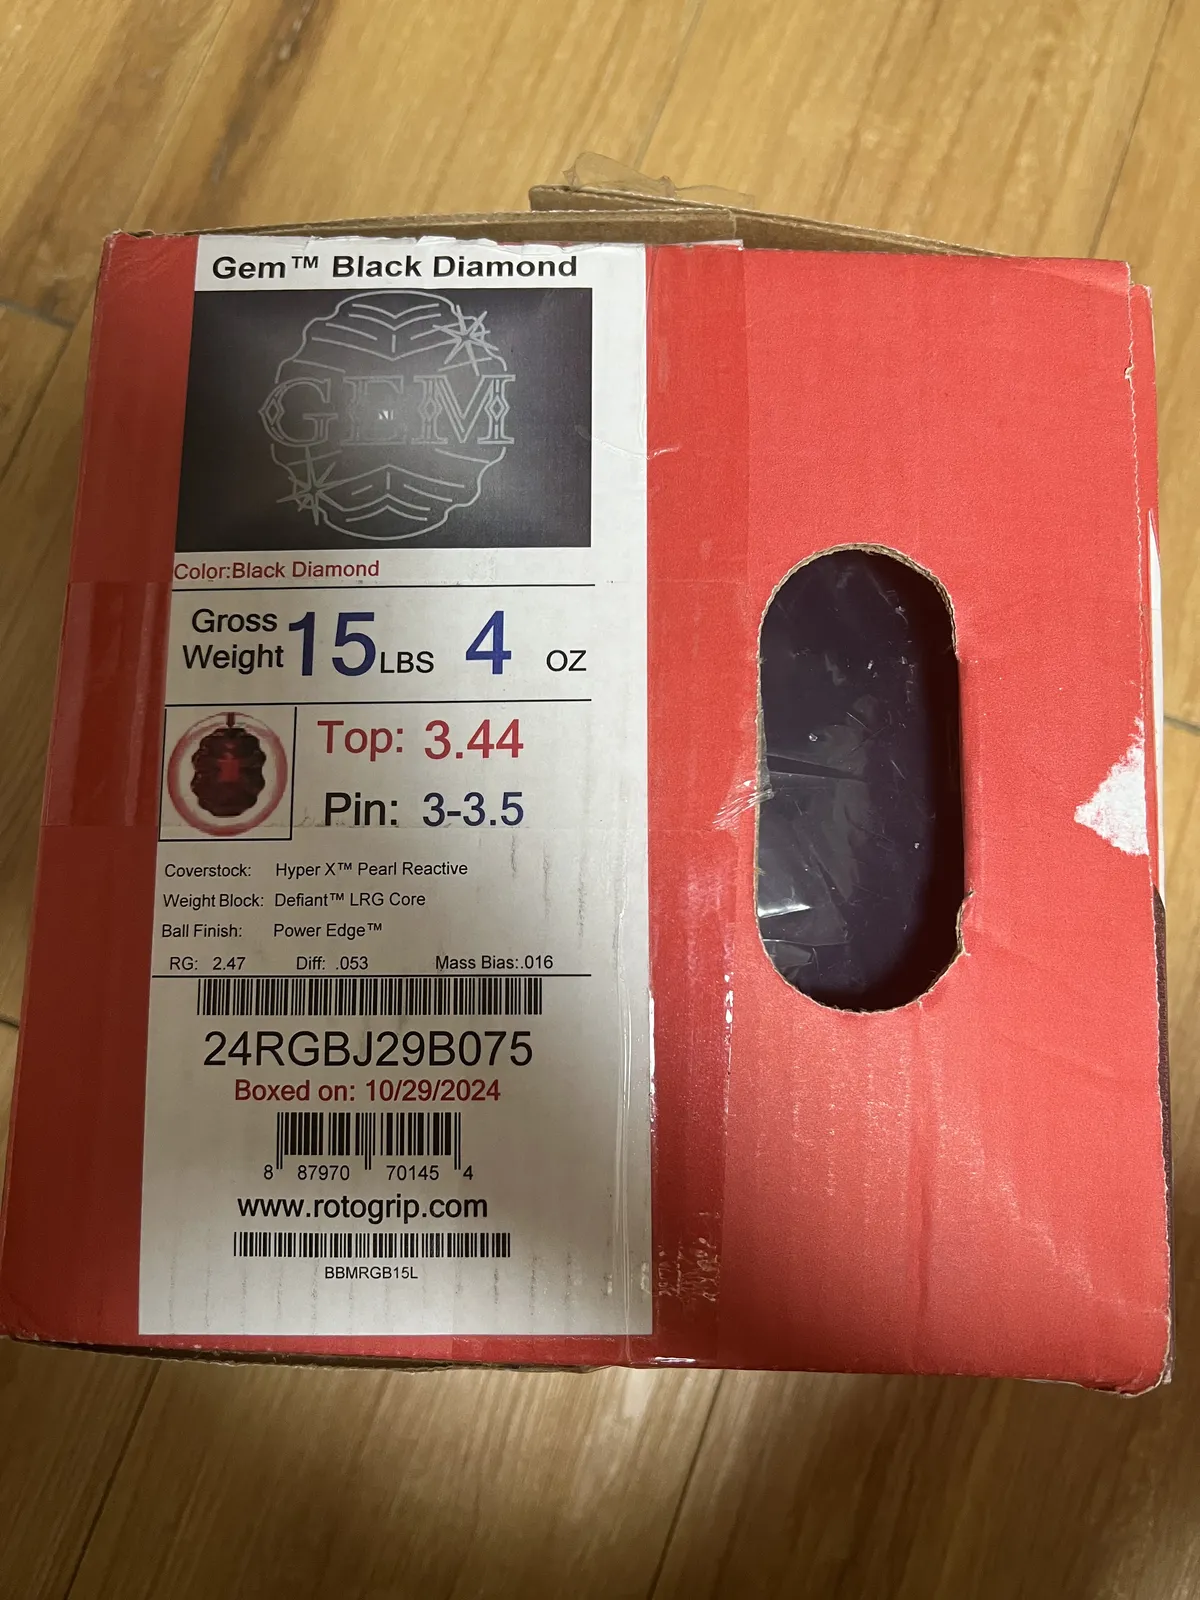 Gem™ Black Diamond
GEM
Color:Black Diamond
Gross Weight 15 LBS 4 OZ
Top: 3.44
Pin: 3-3.5
Coverstock: Hyper X™ Pearl Reactive
Weight Block: Defiant™ LRG Core
Ball Finish: Power Edge™
RG: 2.47 Diff: .053 Mass Bias:.016
24RGBJ29B075
Boxed on: 10/29/2024
8 87970 70145 4
www.rotogrip.com
BBMRGB15L